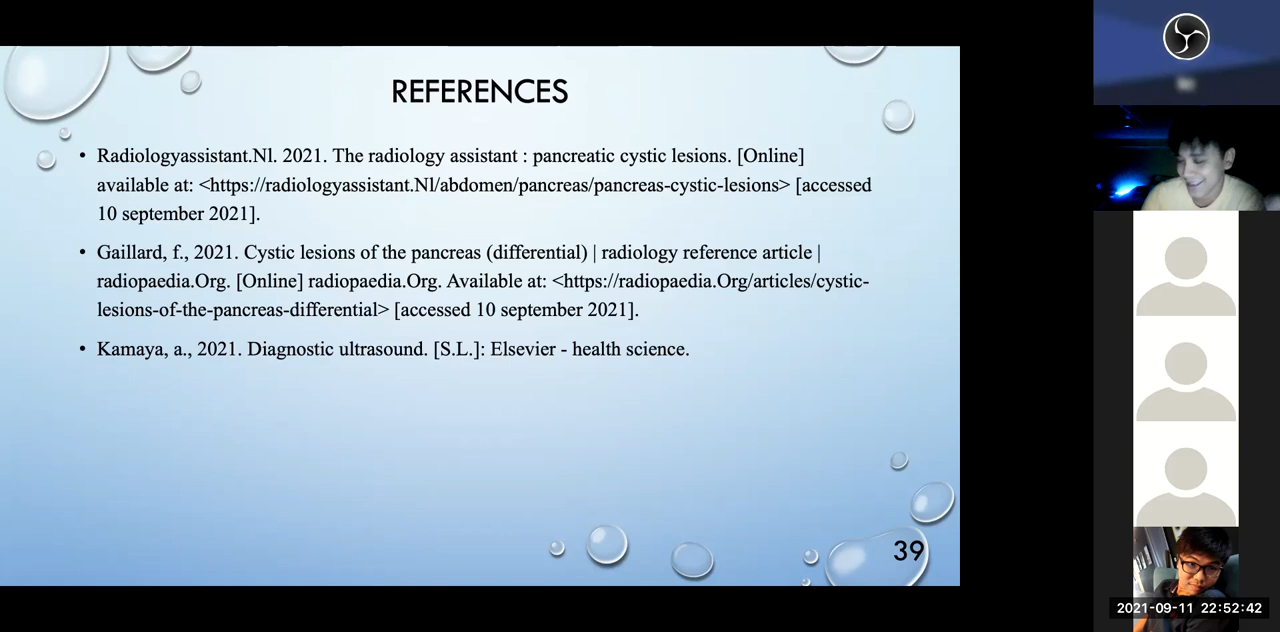 REFERENCES
• Radiologyassistant.Nl. 2021. The radiology assistant : pancreatic cystic lesions. [Online]
available at: <https://radiologyassistant.Nl/abdomen/pancreas/pancreas-cystic-lesions> [accessed
10 september 2021].
• Gaillard, f., 2021. Cystic lesions of the pancreas (differential) | radiology reference article |
radiopaedia.Org. [Online] radiopaedia.Org. Available at: <https://radiopaedia.Org/articles/cystic-
lesions-of-the-pancreas-differential> [accessed 10 september 2021].
• Kamaya, a., 2021. Diagnostic ultrasound. [S.L.]: Elsevier - health science.
39
2021-09-11 22:52:42